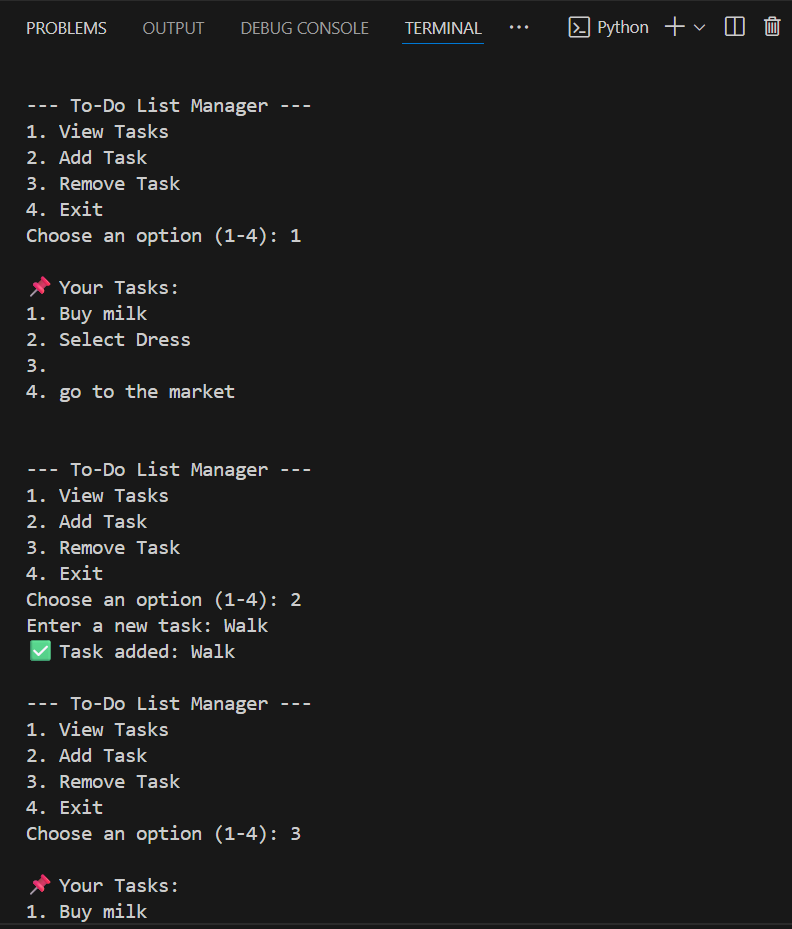 PROBLEMS OUTPUT DEBUG CONSOLE TERMINAL ··· Python
--- To-Do List Manager ---
1. View Tasks
2. Add Task
3. Remove Task
4. Exit
Choose an option (1-4): 1
📌 Your Tasks:
1. Buy milk
2. Select Dress
3.
4. go to the market
--- To-Do List Manager ---
1. View Tasks
2. Add Task
3. Remove Task
4. Exit
Choose an option (1-4): 2
Enter a new task: Walk
✅ Task added: Walk
--- To-Do List Manager ---
1. View Tasks
2. Add Task
3. Remove Task
4. Exit
Choose an option (1-4): 3
📌 Your Tasks:
1. Buy milk